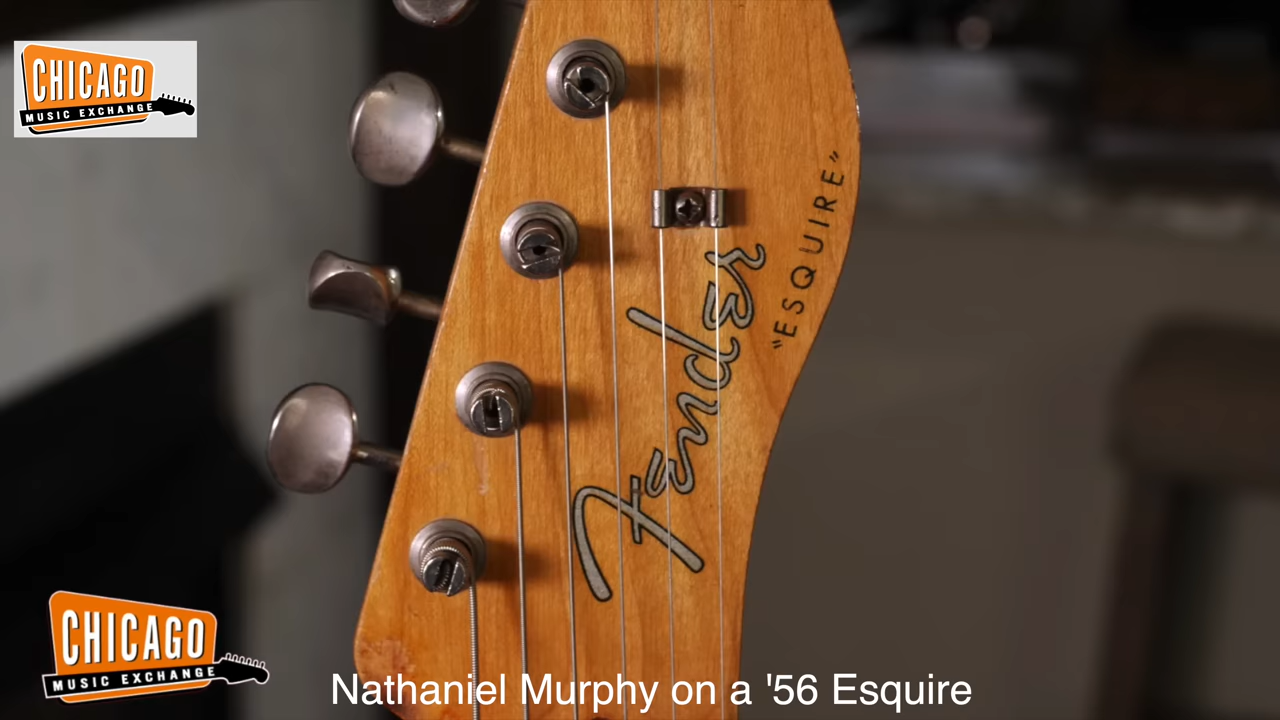 CHICAGO
MUSIC EXCHANGE
Fender
"ESQUIRE"
CHICAGO
MUSIC EXCHANGE
Nathaniel Murphy on a '56 Esquire